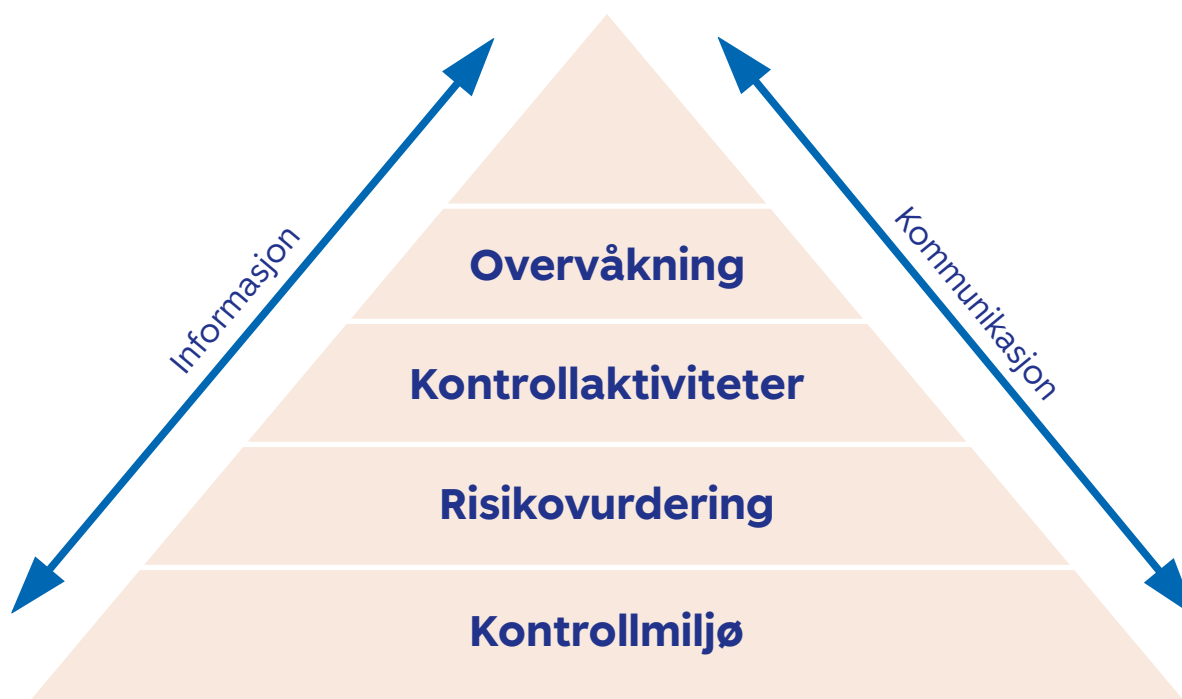 Informasjon
Kommunikasjon
Overvåkning
Kontrollaktiviteter
Risikovurdering
Kontrollmiljø